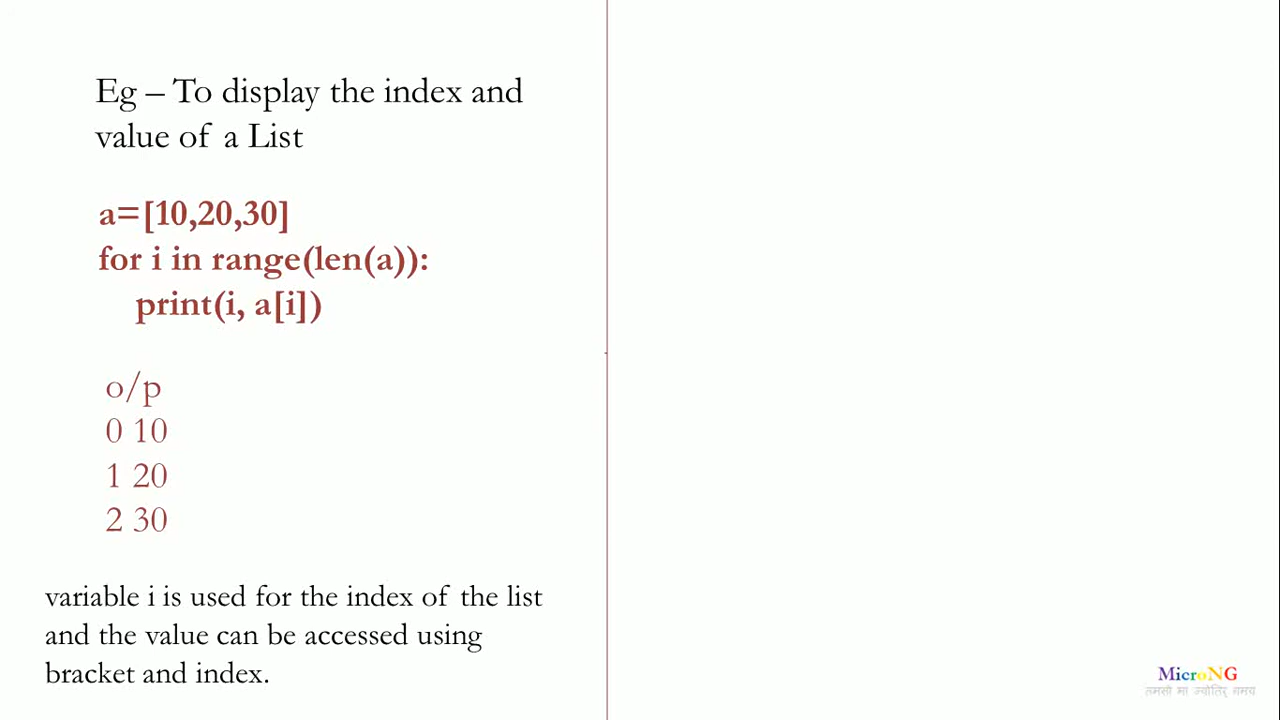 Eg – To display the index and
value of a List
a=[10,20,30]
for i in range(len(a)):
print(i, a[i])
o/p
0 10
1 20
2 30
variable i is used for the index of the list
and the value can be accessed using
bracket and index.
MicroNG
तमसो मा ज्योतिर् गमय